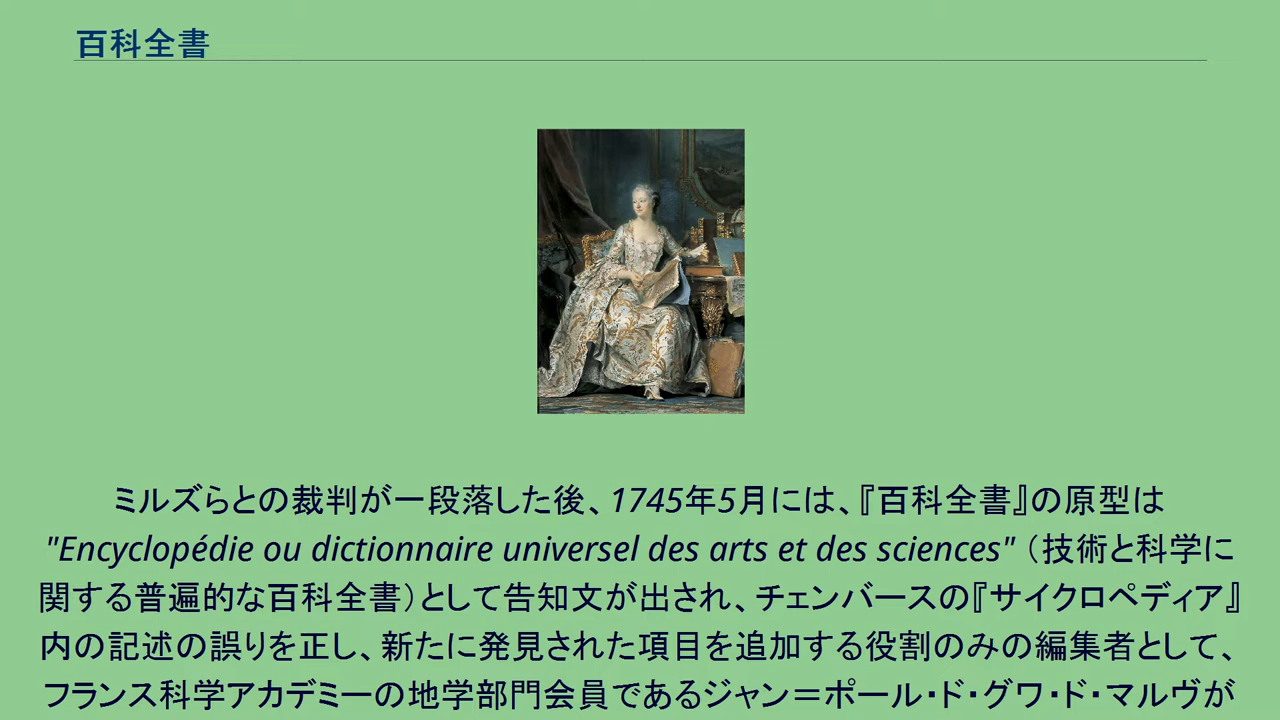 百科全書
ミルズらとの裁判が一段落した後、1745年5月には、『百科全書』の原型は
"Encyclopédie ou dictionnaire universel des arts et des sciences"（技術と科学に
関する普遍的な百科全書）として告知文が出され、チェンバースの『サイクロペディア』
内の記述の誤りを正し、新たに発見された項目を追加する役割のみの編集者として、
フランス科学アカデミーの地学部門会員であるジャン＝ポール・ド・グワ・ド・マルヴが